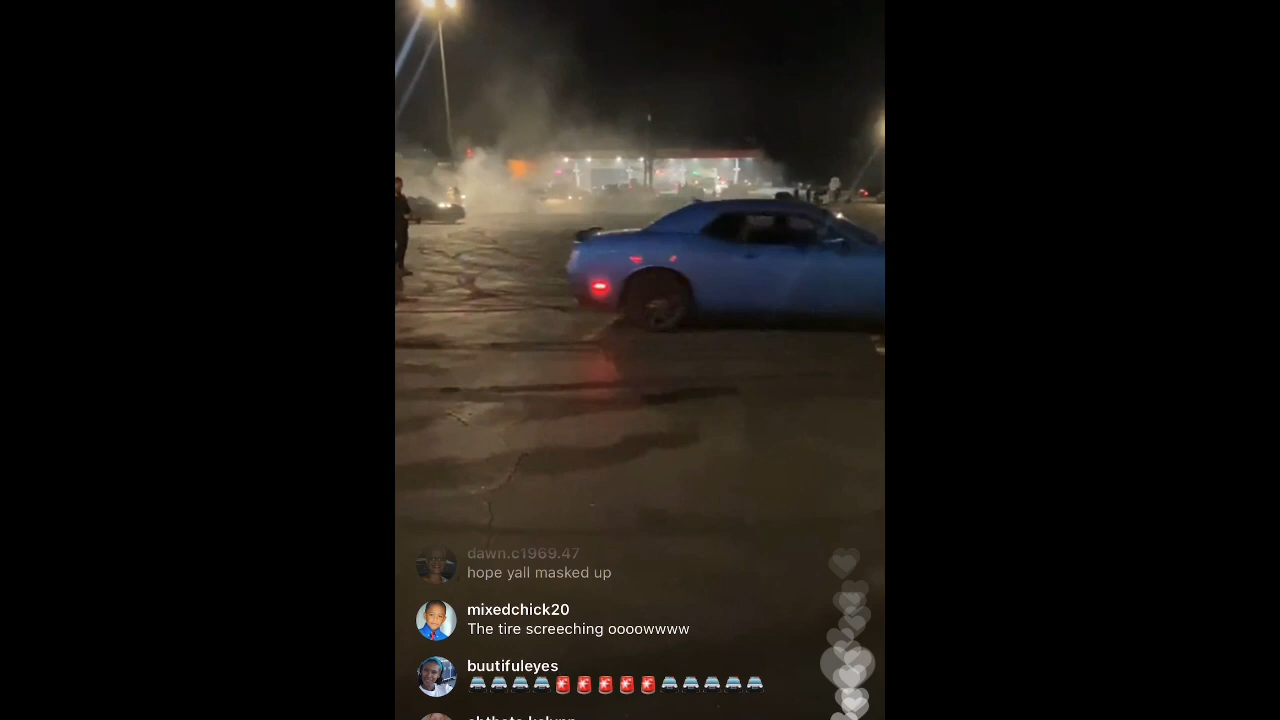 dawn.c1969.47
hope yall masked up
mixedchick20
The tire screeching oooowwww
buutifuleyes
🚔🚔🚔🚔🚨🚨🚨🚨🚨🚔🚔🚔🚔🚔